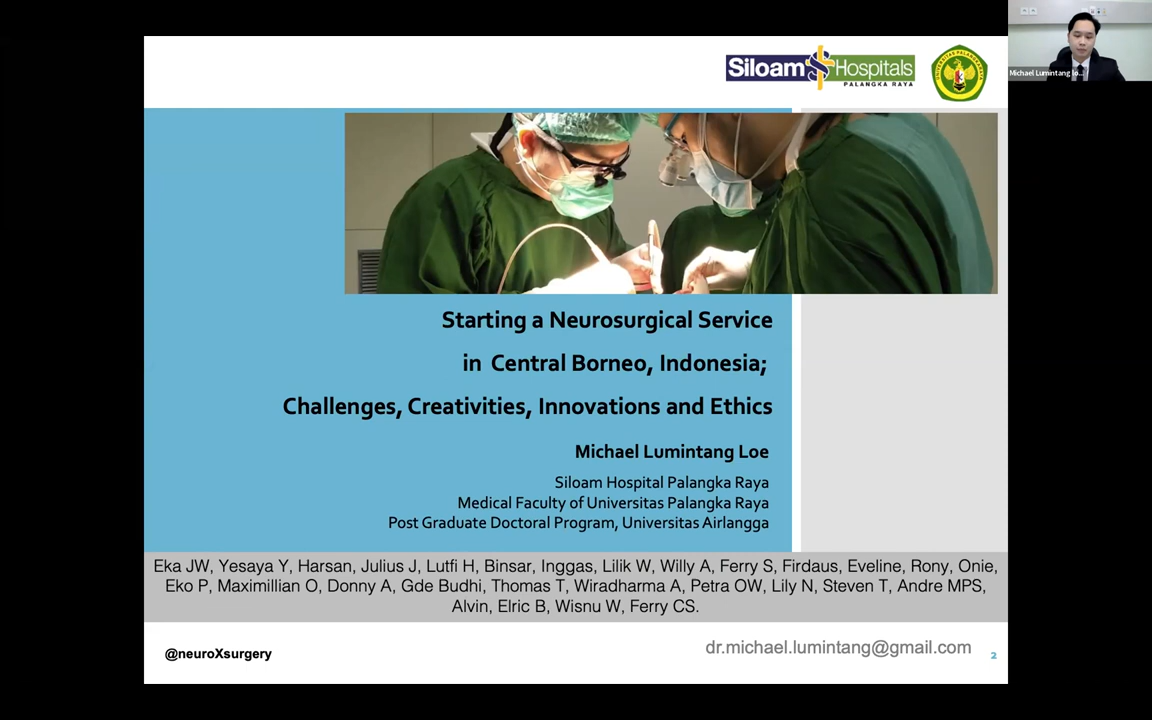 Siloam Hospitals
PALANGKA RAYA
Michael Lumintang lo...
Starting a Neurosurgical Service
in Central Borneo, Indonesia;
Challenges, Creativities, Innovations and Ethics
Michael Lumintang Loe
Siloam Hospital Palangka Raya
Medical Faculty of Universitas Palangka Raya
Post Graduate Doctoral Program, Universitas Airlangga
Eka JW, Yesaya Y, Harsan, Julius J, Lutfi H, Binsar, Inggas, Lilik W, Willy A, Ferry S, Firdaus, Eveline, Rony, Onie,
Eko P, Maximillian O, Donny A, Gde Budhi, Thomas T, Wiradharma A, Petra OW, Lily N, Steven T, Andre MPS,
Alvin, Elric B, Wisnu W, Ferry CS.
@neuroXsurgery
dr.michael.lumintang@gmail.com
2